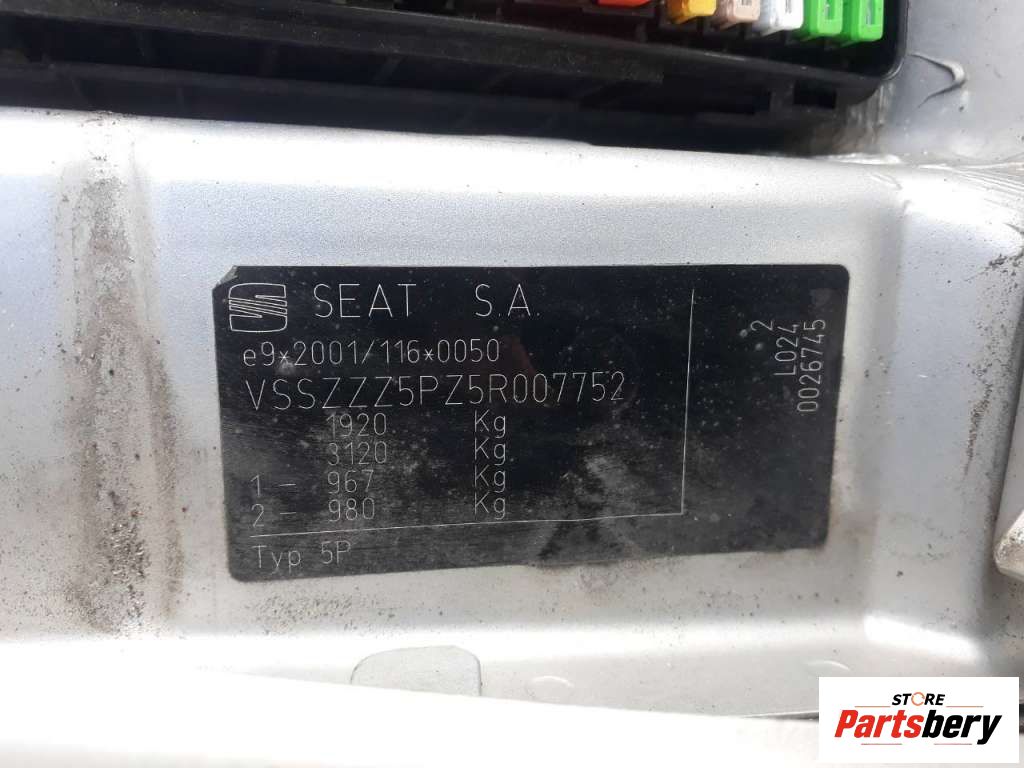 SEAT S.A.
e9*2001/116*0050
VSSZZZ5PZ5R007752
1920 Kg
3120 Kg
1 - 967 Kg
2 - 980 Kg
Typ 5P
L024 2
0026745
STORE
Partsbery